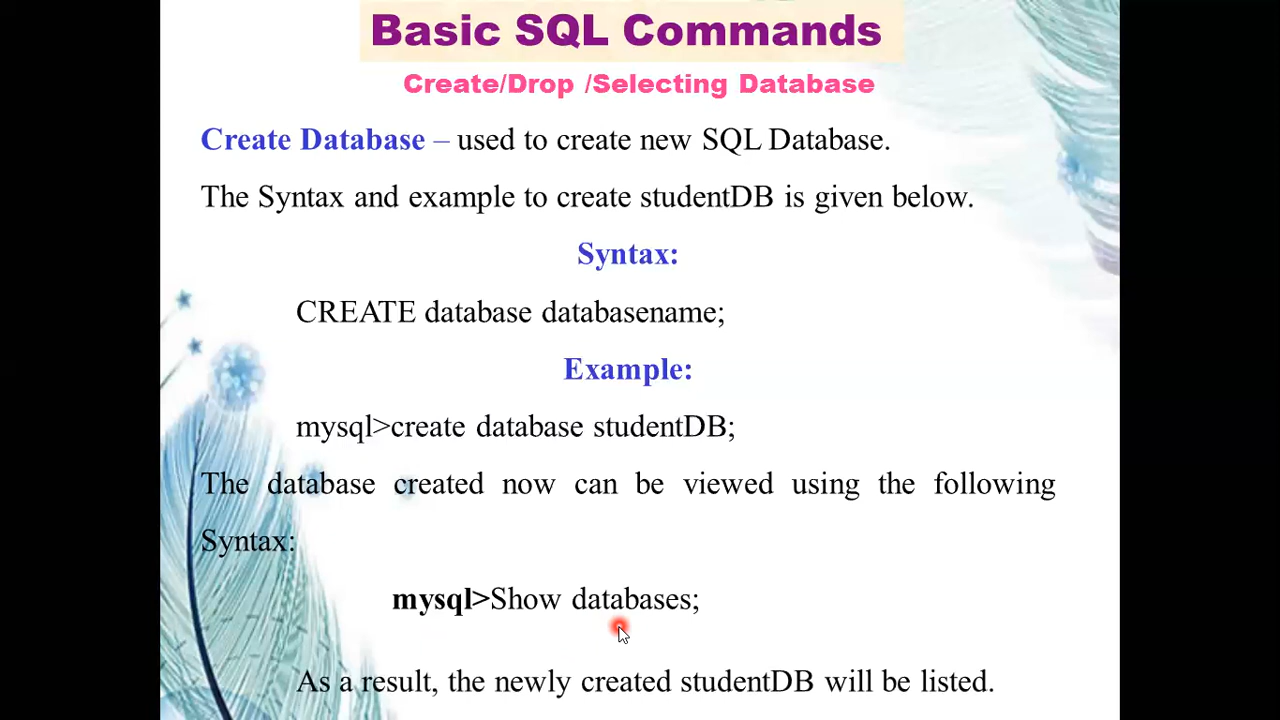 Basic SQL Commands
Create/Drop /Selecting Database
Create Database – used to create new SQL Database.
The Syntax and example to create studentDB is given below.
Syntax:
CREATE database databasename;
Example:
mysql>create database studentDB;
The database created now can be viewed using the following
Syntax:
mysql>Show databases;
As a result, the newly created studentDB will be listed.